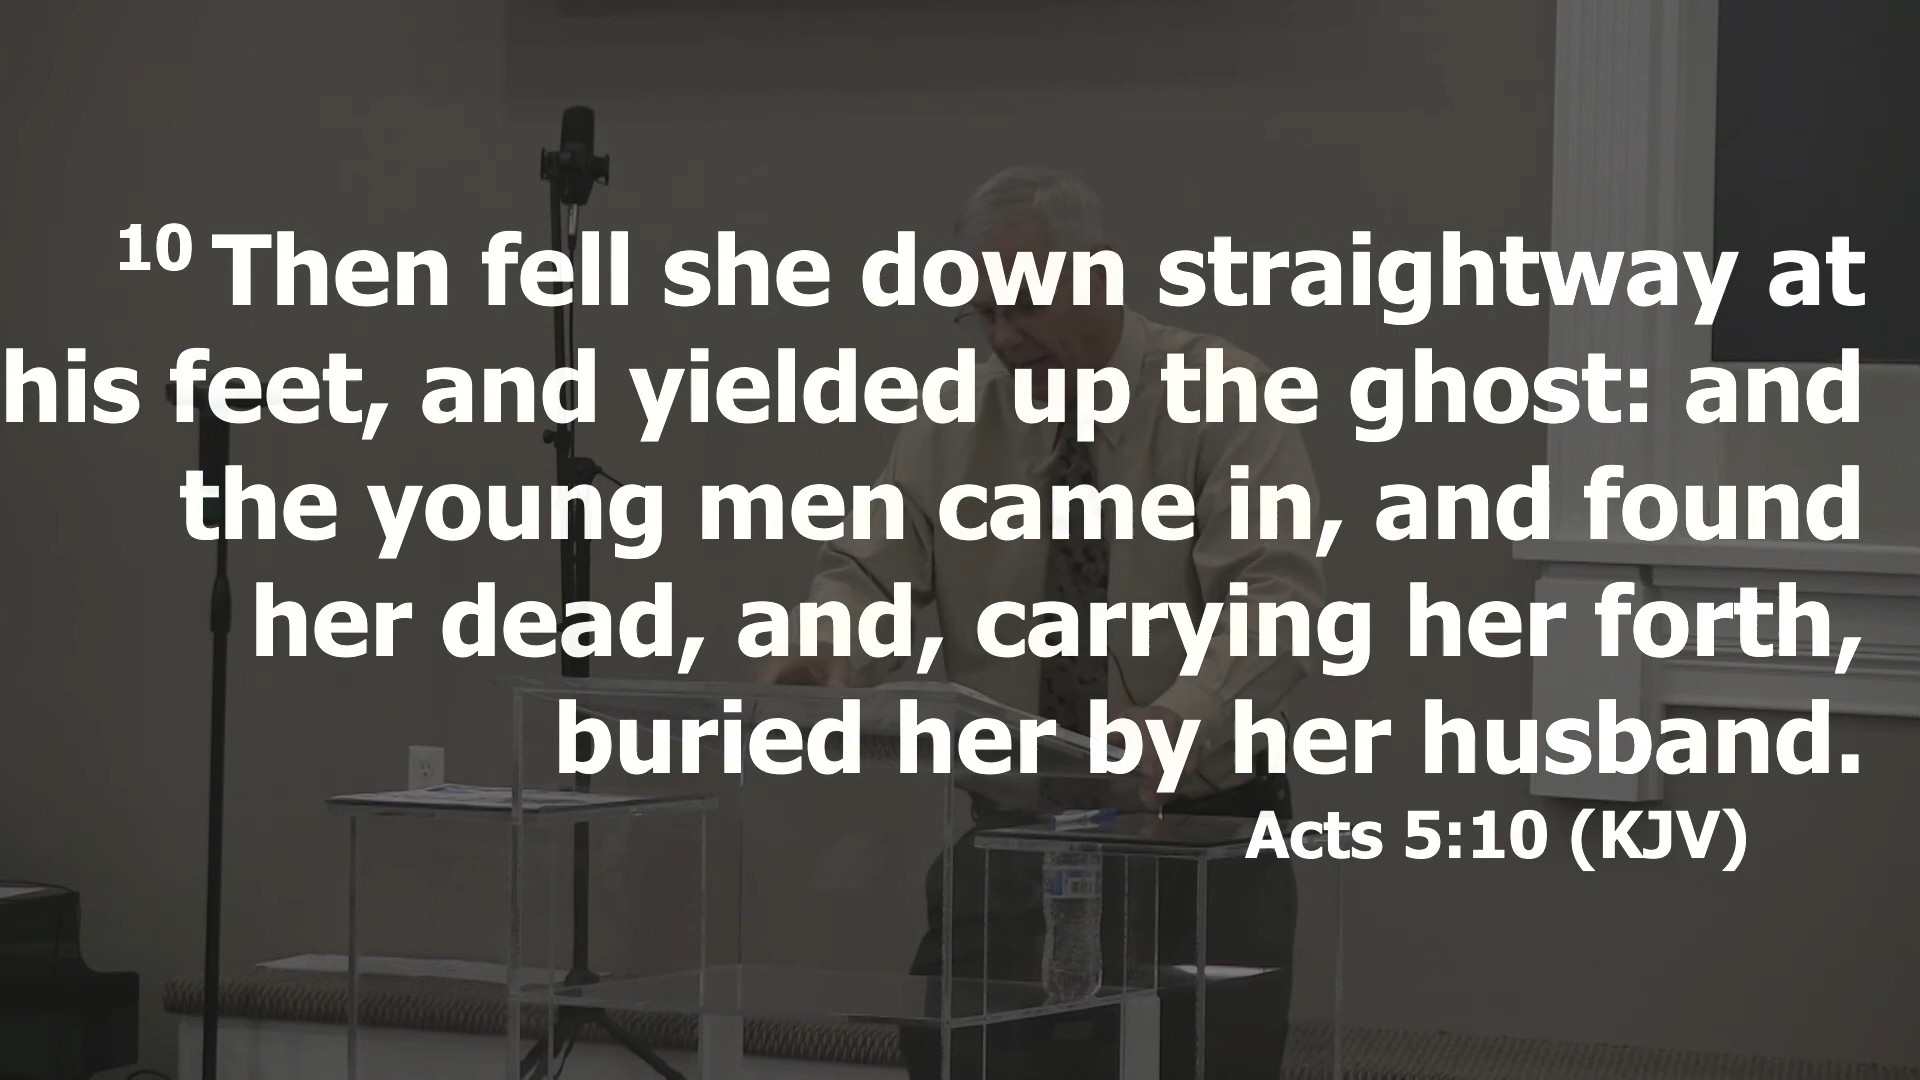 10 Then fell she down straightway at
his feet, and yielded up the ghost: and
the young men came in, and found
her dead, and, carrying her forth,
buried her by her husband.
Acts 5:10 (KJV)